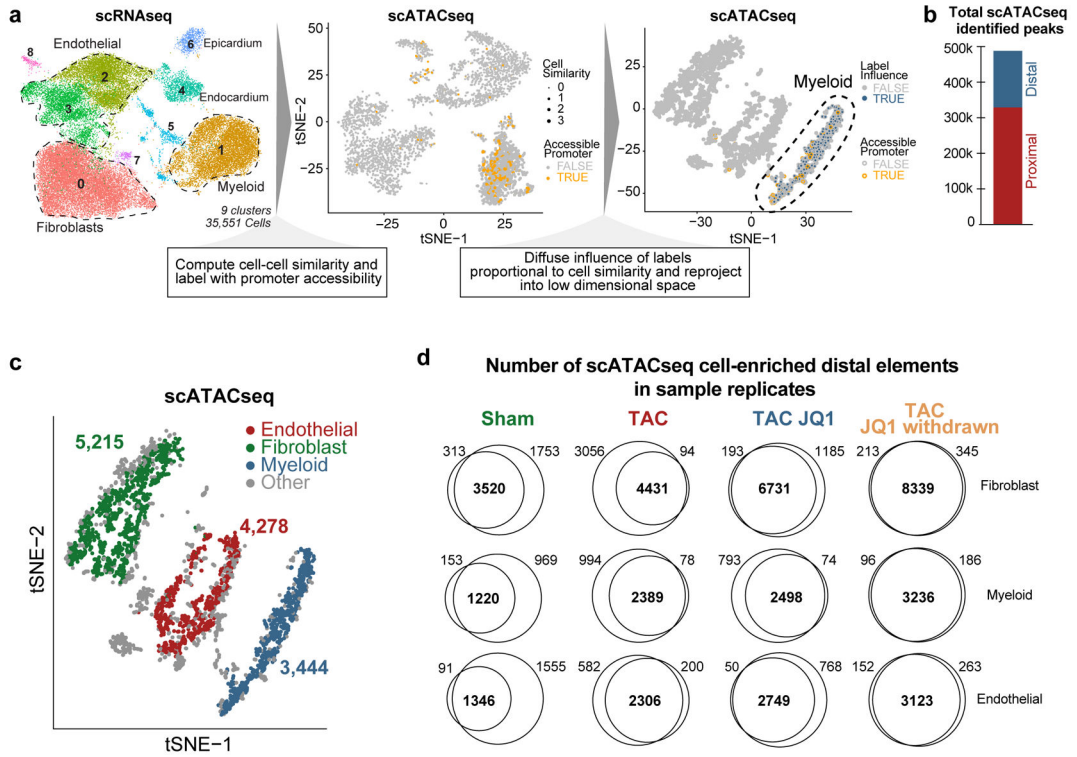 a
scRNAseq
8
Endothelial
6
Epicardium
2
4
3
Endocardium
5
7
1
0
Myeloid
Fibroblasts
9 clusters
35,551 Cells
scATACseq
50
25
0
−25
tSNE−2
−25
0
25
tSNE−1
Cell
Similarity
0
1
2
3
Accessible
Promoter
FALSE
TRUE
scATACseq
25
0
−25
−50
−30
0
30
tSNE−1
Myeloid
Label
Influence
FALSE
TRUE
Accessible
Promoter
FALSE
TRUE
Compute cell-cell similarity and
label with promoter accessibility
Diffuse influence of labels
proportional to cell similarity and reproject
into low dimensional space
b
Total scATACseq
identified peaks
500k
400k
300k
200k
100k
0
Distal
Proximal
c
scATACseq
5,215
Endothelial
Fibroblast
Myeloid
Other
4,278
3,444
tSNE−2
tSNE−1
d
Number of scATACseq cell-enriched distal elements
in sample replicates
Sham
TAC
TAC JQ1
TAC
JQ1 withdrawn
313 1753 3056 94 193 1185 213 345
3520 4431 6731 8339 Fibroblast
153 969 994 78 793 74 96 186
1220 2389 2498 3236 Myeloid
91 1555 582 200 50 768 152 263
1346 2306 2749 3123 Endothelial